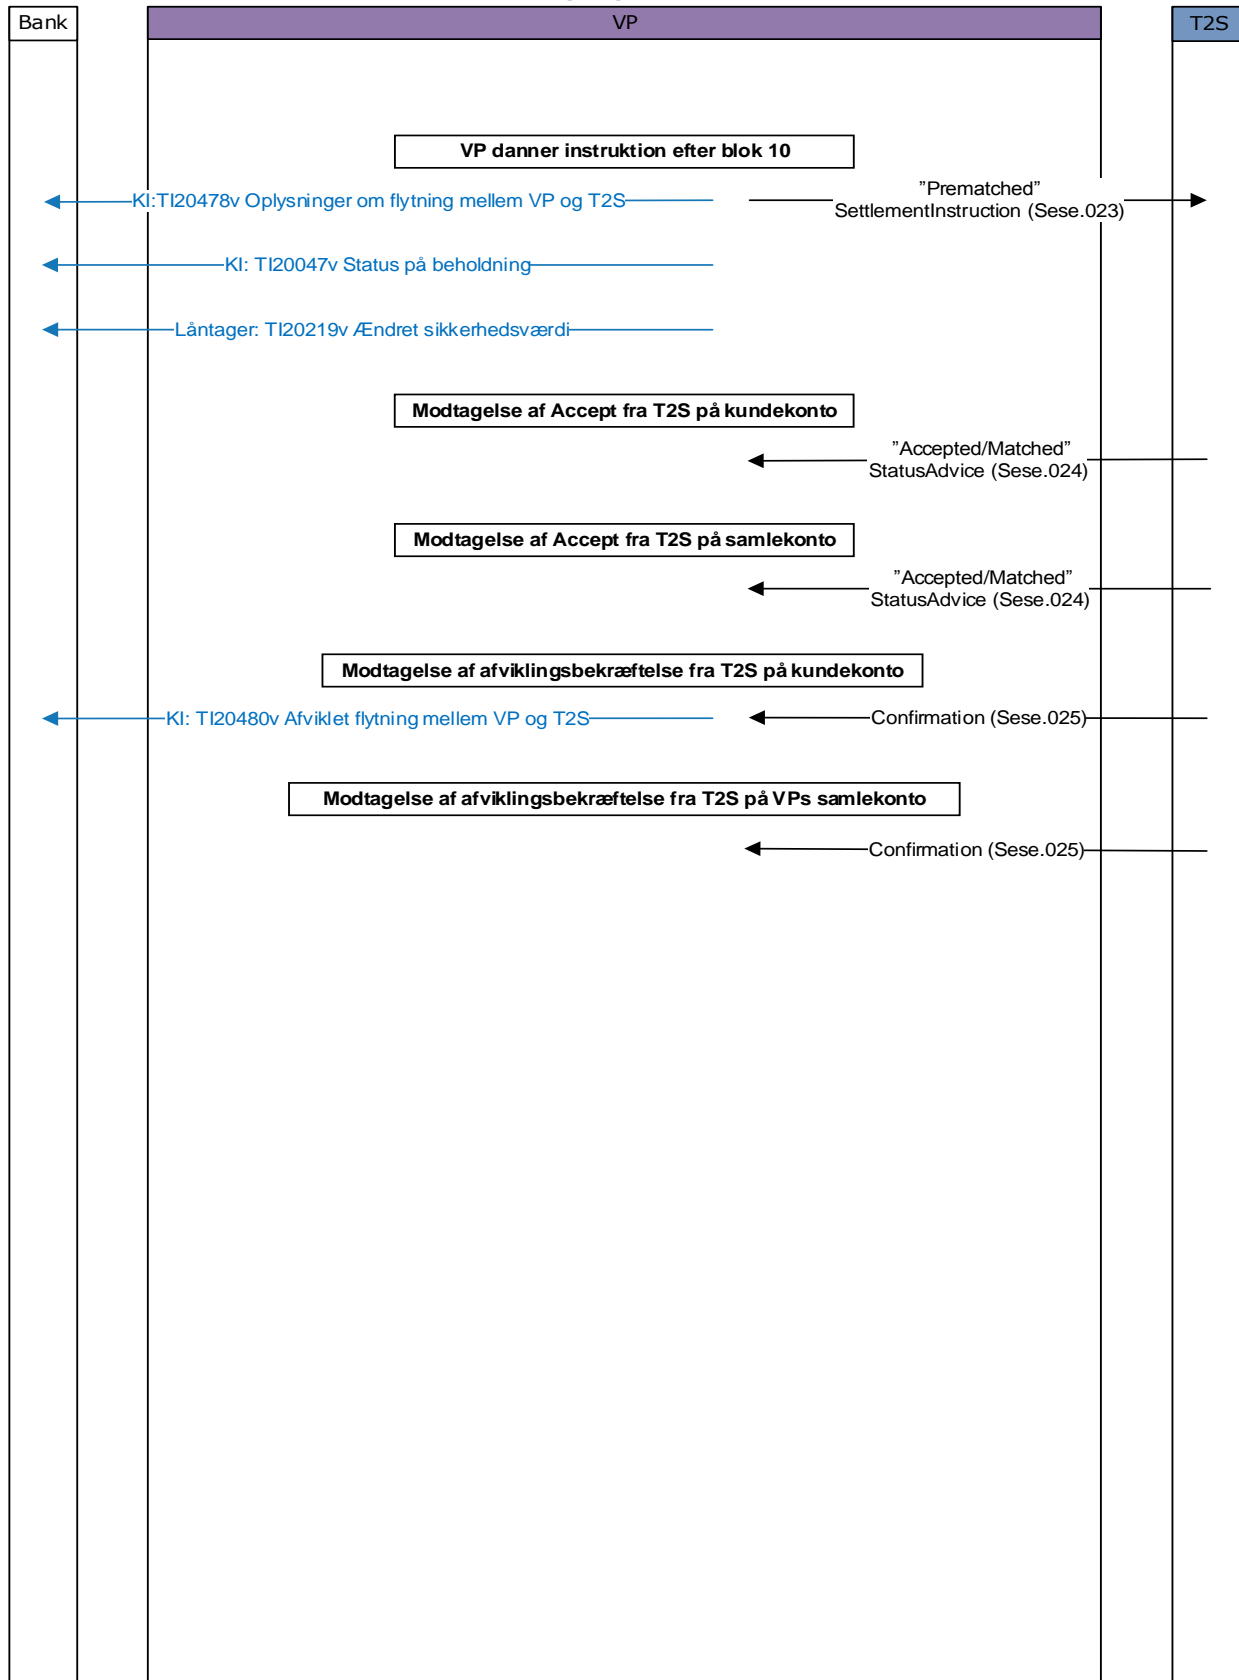 Bank
VP
T2S
VP danner instruktion efter blok 10
KI:TI20478v Oplysninger om flytning mellem VP og T2S
”Prematched”
SettlementInstruction (Sese.023)
KI: TI20047v Status på beholdning
Låntager: TI20219v Ændret sikkerhedsværdi
Modtagelse af Accept fra T2S på kundekonto
”Accepted/Matched”
StatusAdvice (Sese.024)
Modtagelse af Accept fra T2S på samlekonto
”Accepted/Matched”
StatusAdvice (Sese.024)
Modtagelse af afviklingsbekræftelse fra T2S på kundekonto
KI: TI20480v Afviklet flytning mellem VP og T2S
Confirmation (Sese.025)
Modtagelse af afviklingsbekræftelse fra T2S på VPs samlekonto
Confirmation (Sese.025)